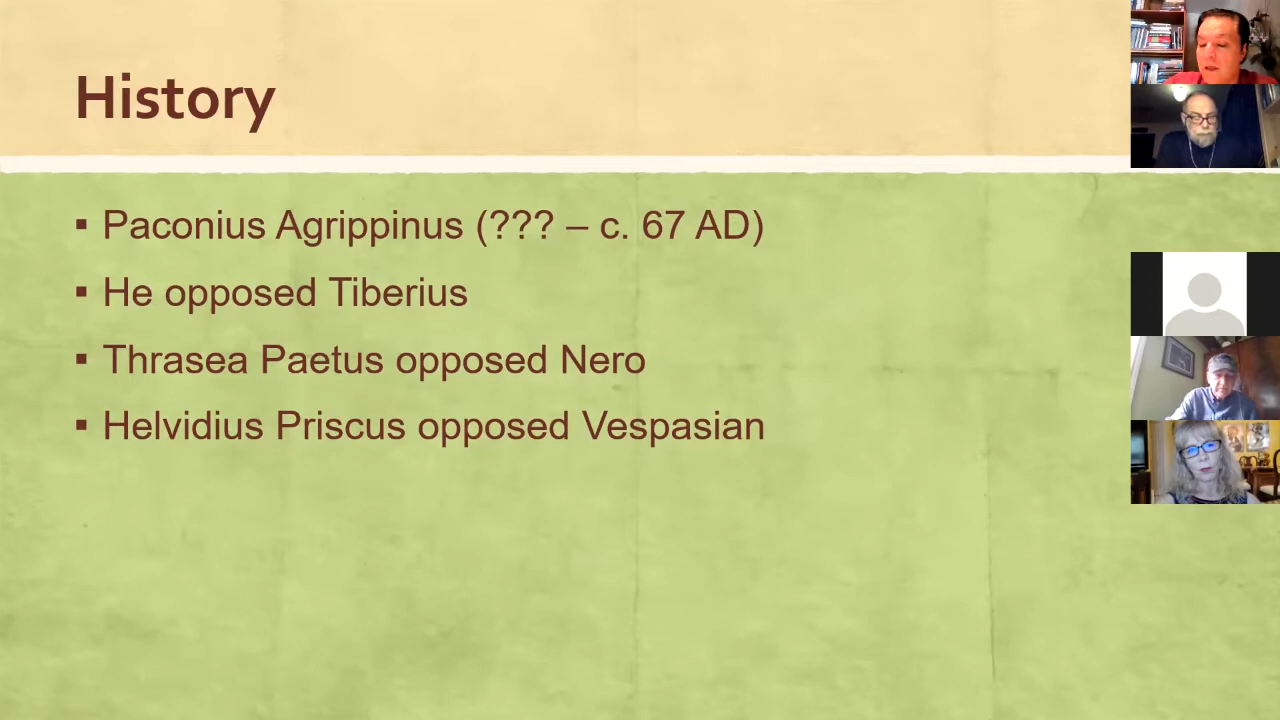 History
▪ Paconius Agrippinus (??? – c. 67 AD)
▪ He opposed Tiberius
▪ Thrasea Paetus opposed Nero
▪ Helvidius Priscus opposed Vespasian